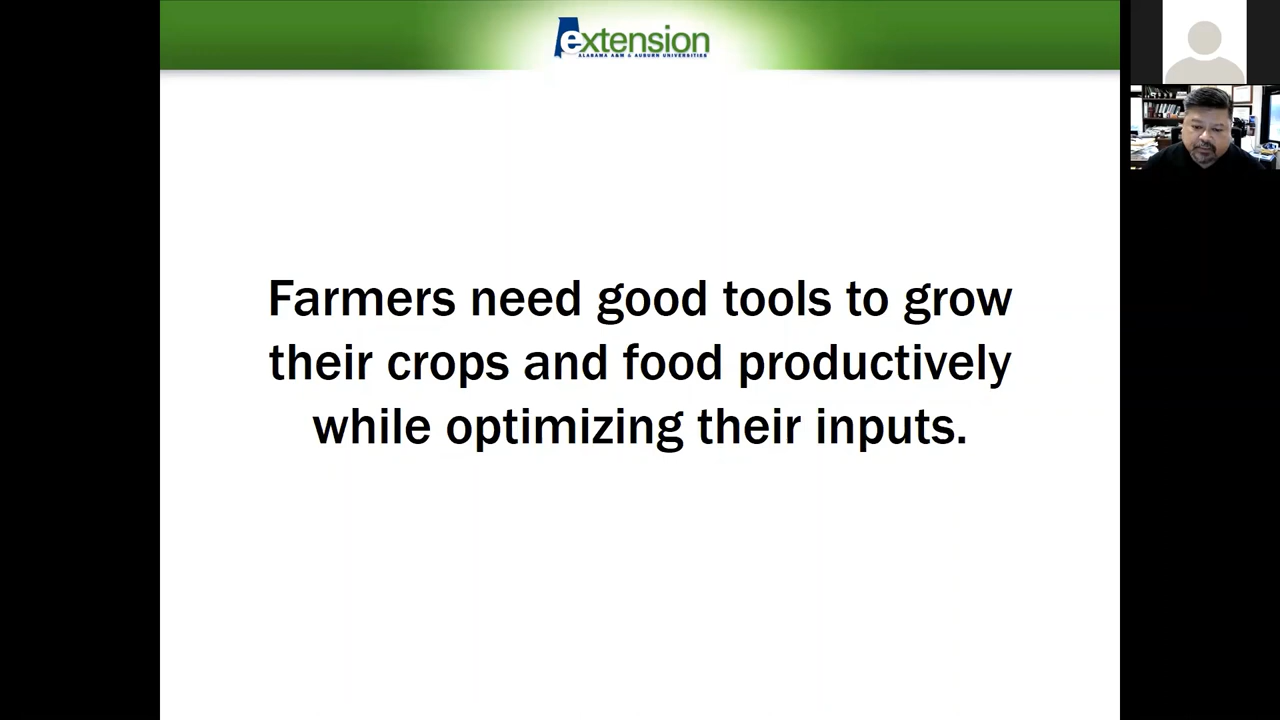 extension
ALABAMA A&M & AUBURN UNIVERSITIES
Farmers need good tools to grow
their crops and food productively
while optimizing their inputs.